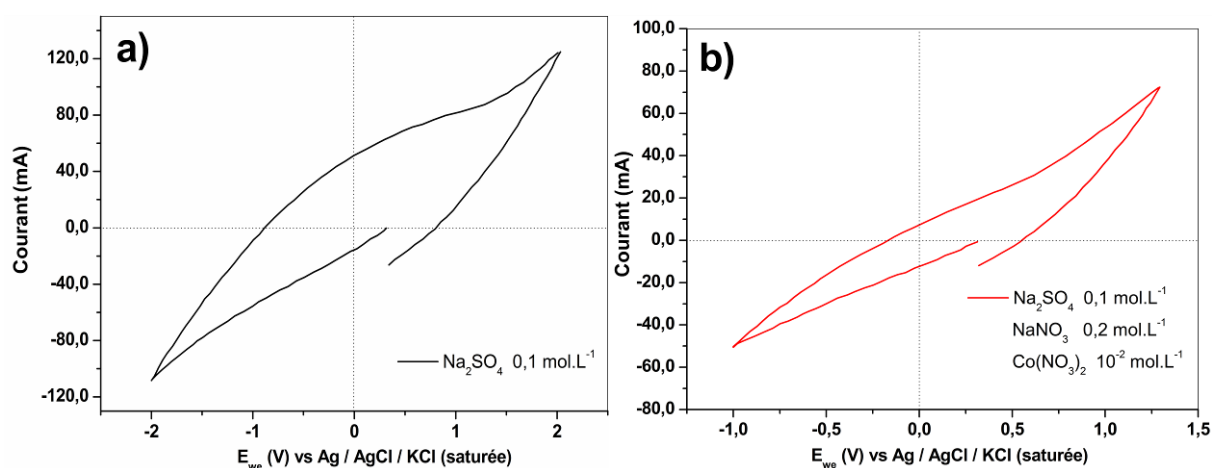 a)
Courant (mA)
120,0
80,0
40,0
0,0
-40,0
-80,0
-120,0
Na₂SO₄ 0,1 mol.L⁻¹
-2
-1
0
1
2
E_we (V) vs Ag / AgCl / KCl (saturée)
b)
Courant (mA)
100,0
80,0
60,0
40,0
20,0
0,0
-20,0
-40,0
-60,0
-80,0
Na₂SO₄ 0,1 mol.L⁻¹
NaNO₃ 0,2 mol.L⁻¹
Co(NO₃)₂ 10⁻² mol.L⁻¹
-1,0
-0,5
0,0
0,5
1,0
1,5
E_we (V) vs Ag / AgCl / KCl (saturée)